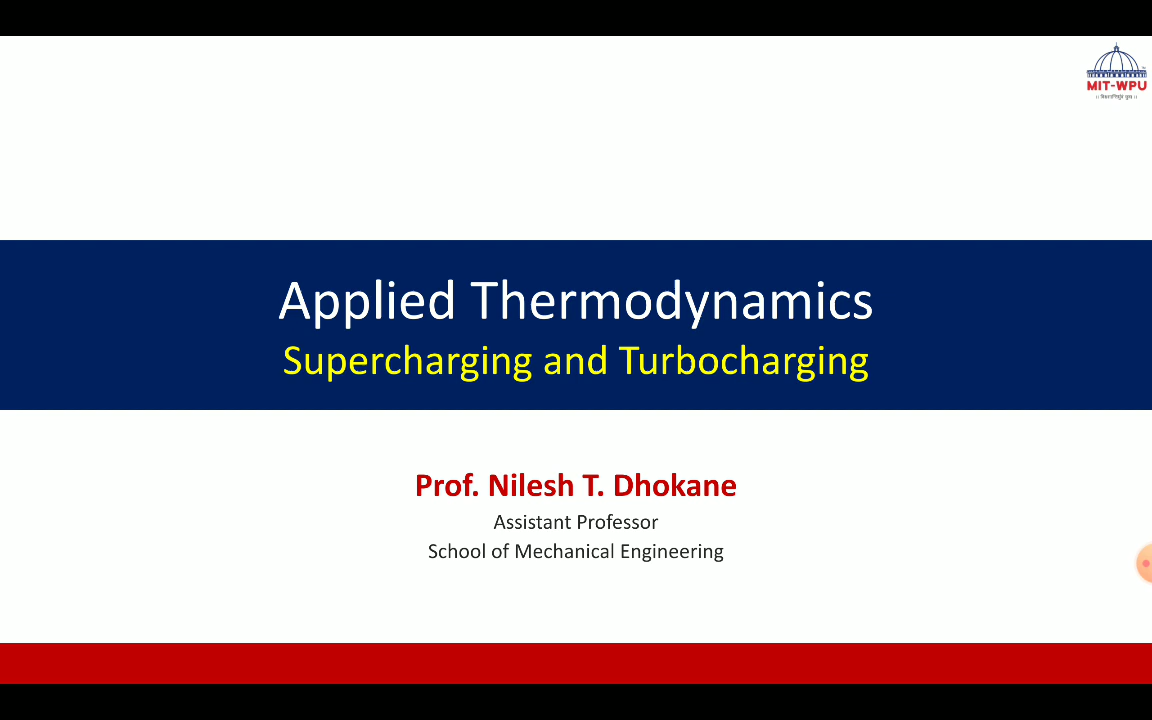 MIT-WPU
Applied Thermodynamics
Supercharging and Turbocharging
Prof. Nilesh T. Dhokane
Assistant Professor
School of Mechanical Engineering